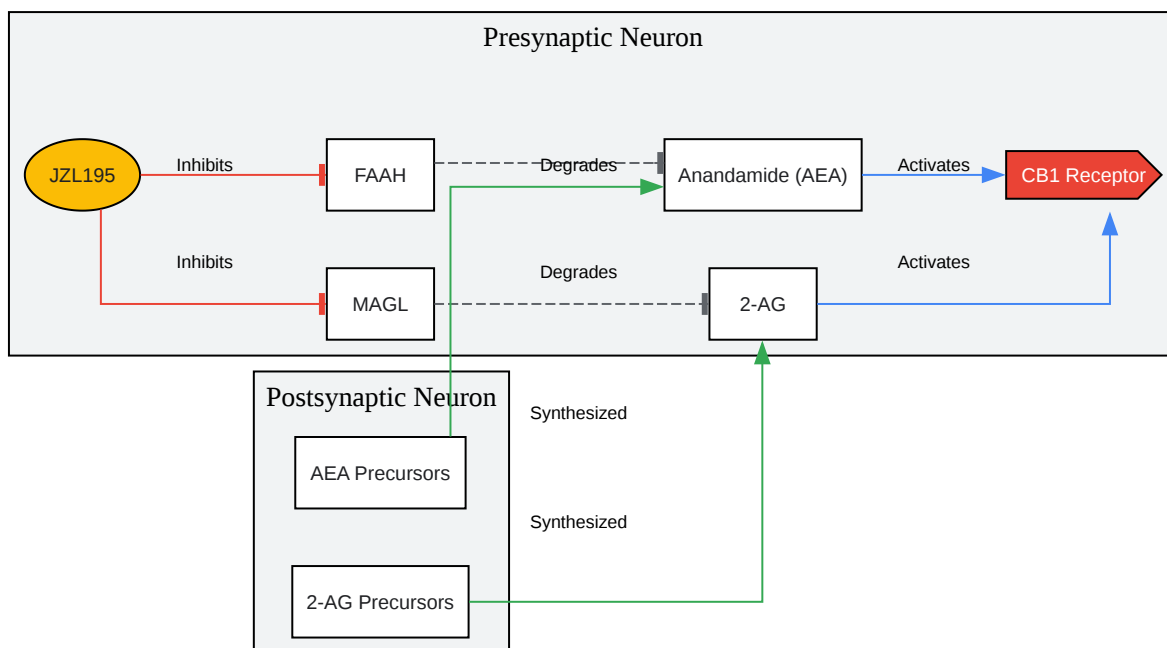 Presynaptic Neuron
JZL195
Inhibits
FAAH
Degrades
Anandamide (AEA)
Activates
CB1 Receptor
Inhibits
MAGL
Degrades
2-AG
Activates
Postsynaptic Neuron
Synthesized
AEA Precursors
Synthesized
2-AG Precursors